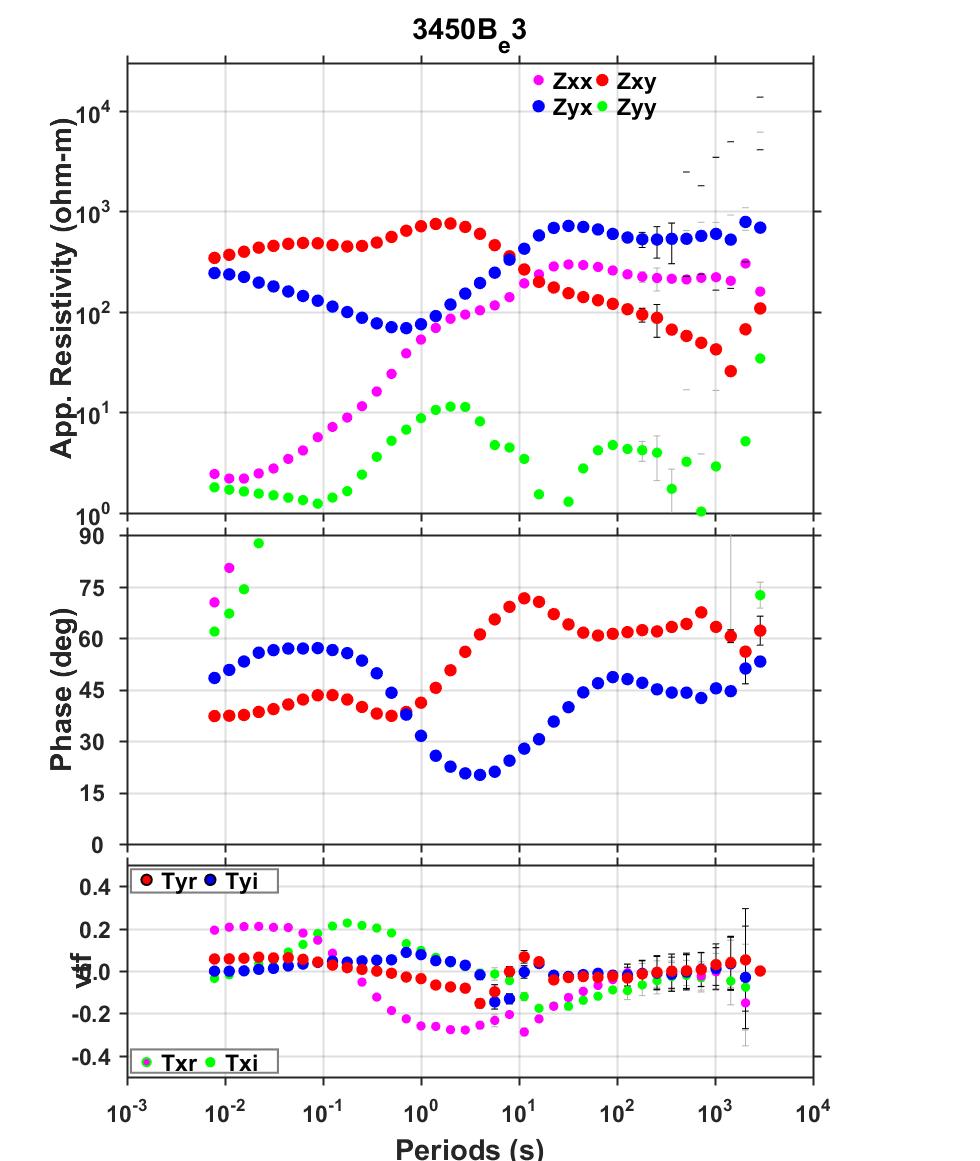 3450Be3
Zxx Zxy
Zyx Zyy
App. Resistivity (ohm-m)
10^4
10^3
10^2
10^1
10^0
Phase (deg)
90
75
60
45
30
15
0
Tyr Tyi
vtf
0.4
0.2
0.0
-0.2
-0.4
Txr Txi
10^-3 10^-2 10^-1 10^0 10^1 10^2 10^3 10^4
Periods (s)